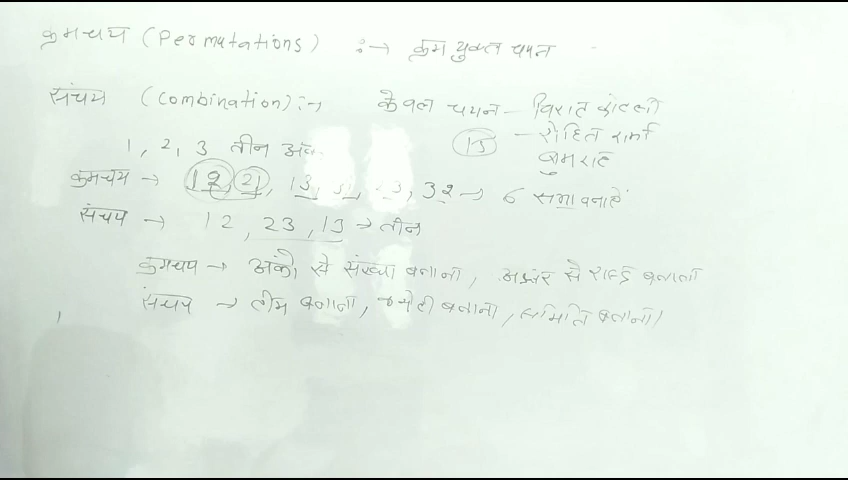 क्रमचय (Permutations) :→ क्रम युक्त चयन
संचय (Combination) :→ केवल चयन - विराट कोहली
- रोहित शर्मा
15
बुमराह
1, 2, 3 तीन अंक
क्रमचय → 12, 21, 13, 31, 23, 32 → 6 संभावनाएं
संचय → 12, 23, 13 → तीन
क्रमचय → अंको से संख्या बनाना, अक्षर से शब्द बनाना
संचय → टीम बनाना, कमेटी बनाना, समिति बनाना।